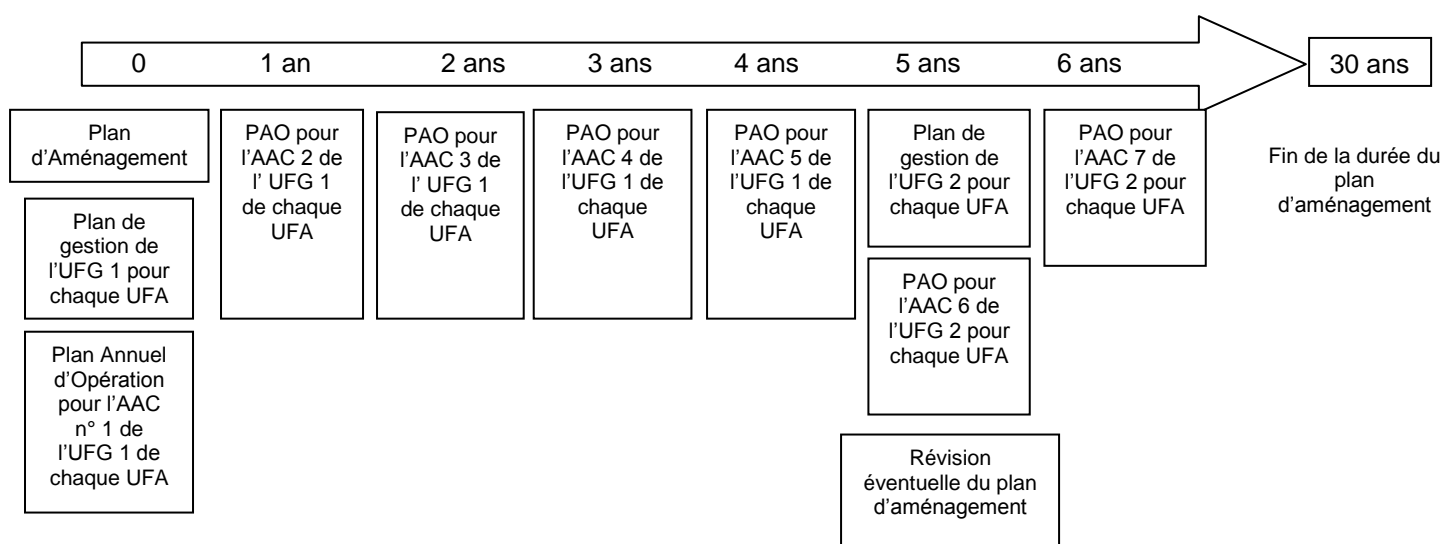 0
1 an
2 ans
3 ans
4 ans
5 ans
6 ans
30 ans
Plan
d'Aménagement
Plan de
gestion de
l'UFG 1 pour
chaque UFA
Plan Annuel
d'Opération
pour l'AAC
n° 1 de
l'UFG 1 de
chaque UFA
PAO pour
l'AAC 2 de
l' UFG 1
de chaque
UFA
PAO pour
l'AAC 3 de
l' UFG 1
de chaque
UFA
PAO pour
l'AAC 4 de
l'UFG 1 de
chaque
UFA
PAO pour
l'AAC 5 de
l'UFG 1 de
chaque
UFA
Plan de
gestion de
l'UFG 2 pour
chaque UFA
PAO pour
l'AAC 6 de
l'UFG 2 pour
chaque UFA
Révision
éventuelle du plan
d'aménagement
PAO pour
l'AAC 7 de
l'UFG 2 pour
chaque UFA
Fin de la durée du
plan
d'aménagement